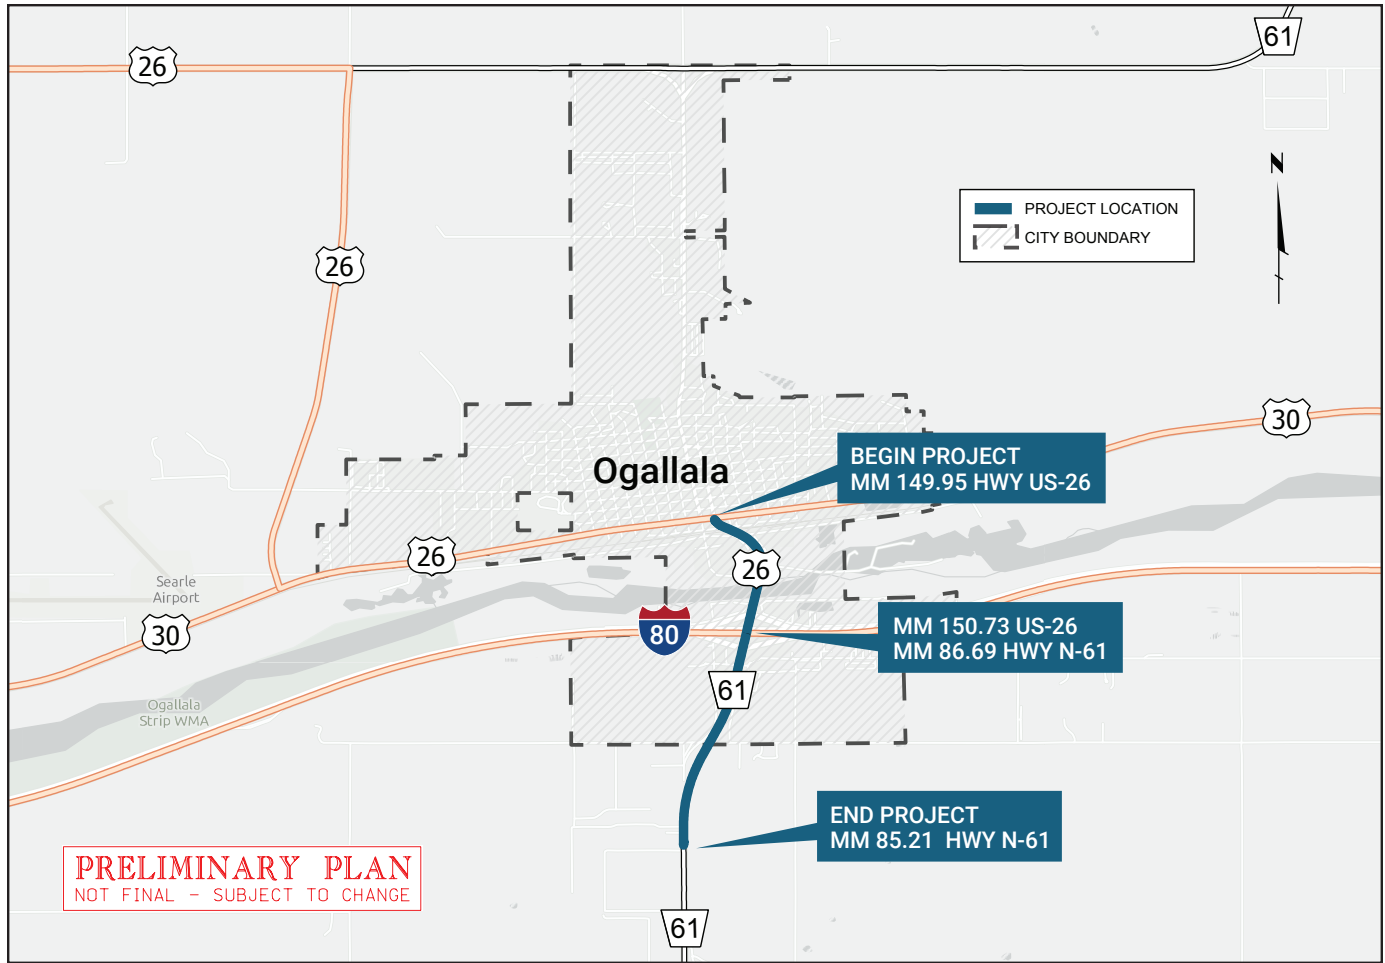 61
26
N
PROJECT LOCATION
CITY BOUNDARY
26
30
BEGIN PROJECT
MM 149.95 HWY US-26
Ogallala
26
26
Searle
Airport
30
80
MM 150.73 US-26
MM 86.69 HWY N-61
61
Ogallala
Strip WMA
END PROJECT
MM 85.21 HWY N-61
PRELIMINARY PLAN
NOT FINAL - SUBJECT TO CHANGE
61